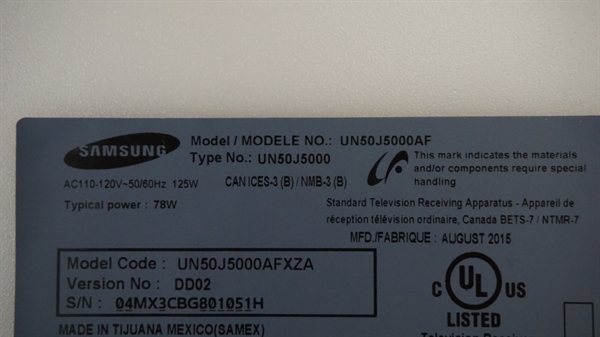 SAMSUNG
Model / MODELE NO.: UN50J5000AF
Type No.: UN50J5000
AC110-120V~50/60Hz 125W
CAN ICES-3 (B) / NMB-3 (B)
Typical power : 78W
This mark indicates the materials
and/or components require special
handling
Standard Television Receiving Apparatus - Appareil de
réception télévision ordinaire, Canada BETS-7 / NTMR-7
MFD./FABRIQUE : AUGUST 2015
Model Code : UN50J5000AFXZA
Version No : DD02
S/N : 04MX3CBG801051H
C UL US
LISTED
MADE IN TIJUANA MEXICO(SAMEX)
Television Receiv